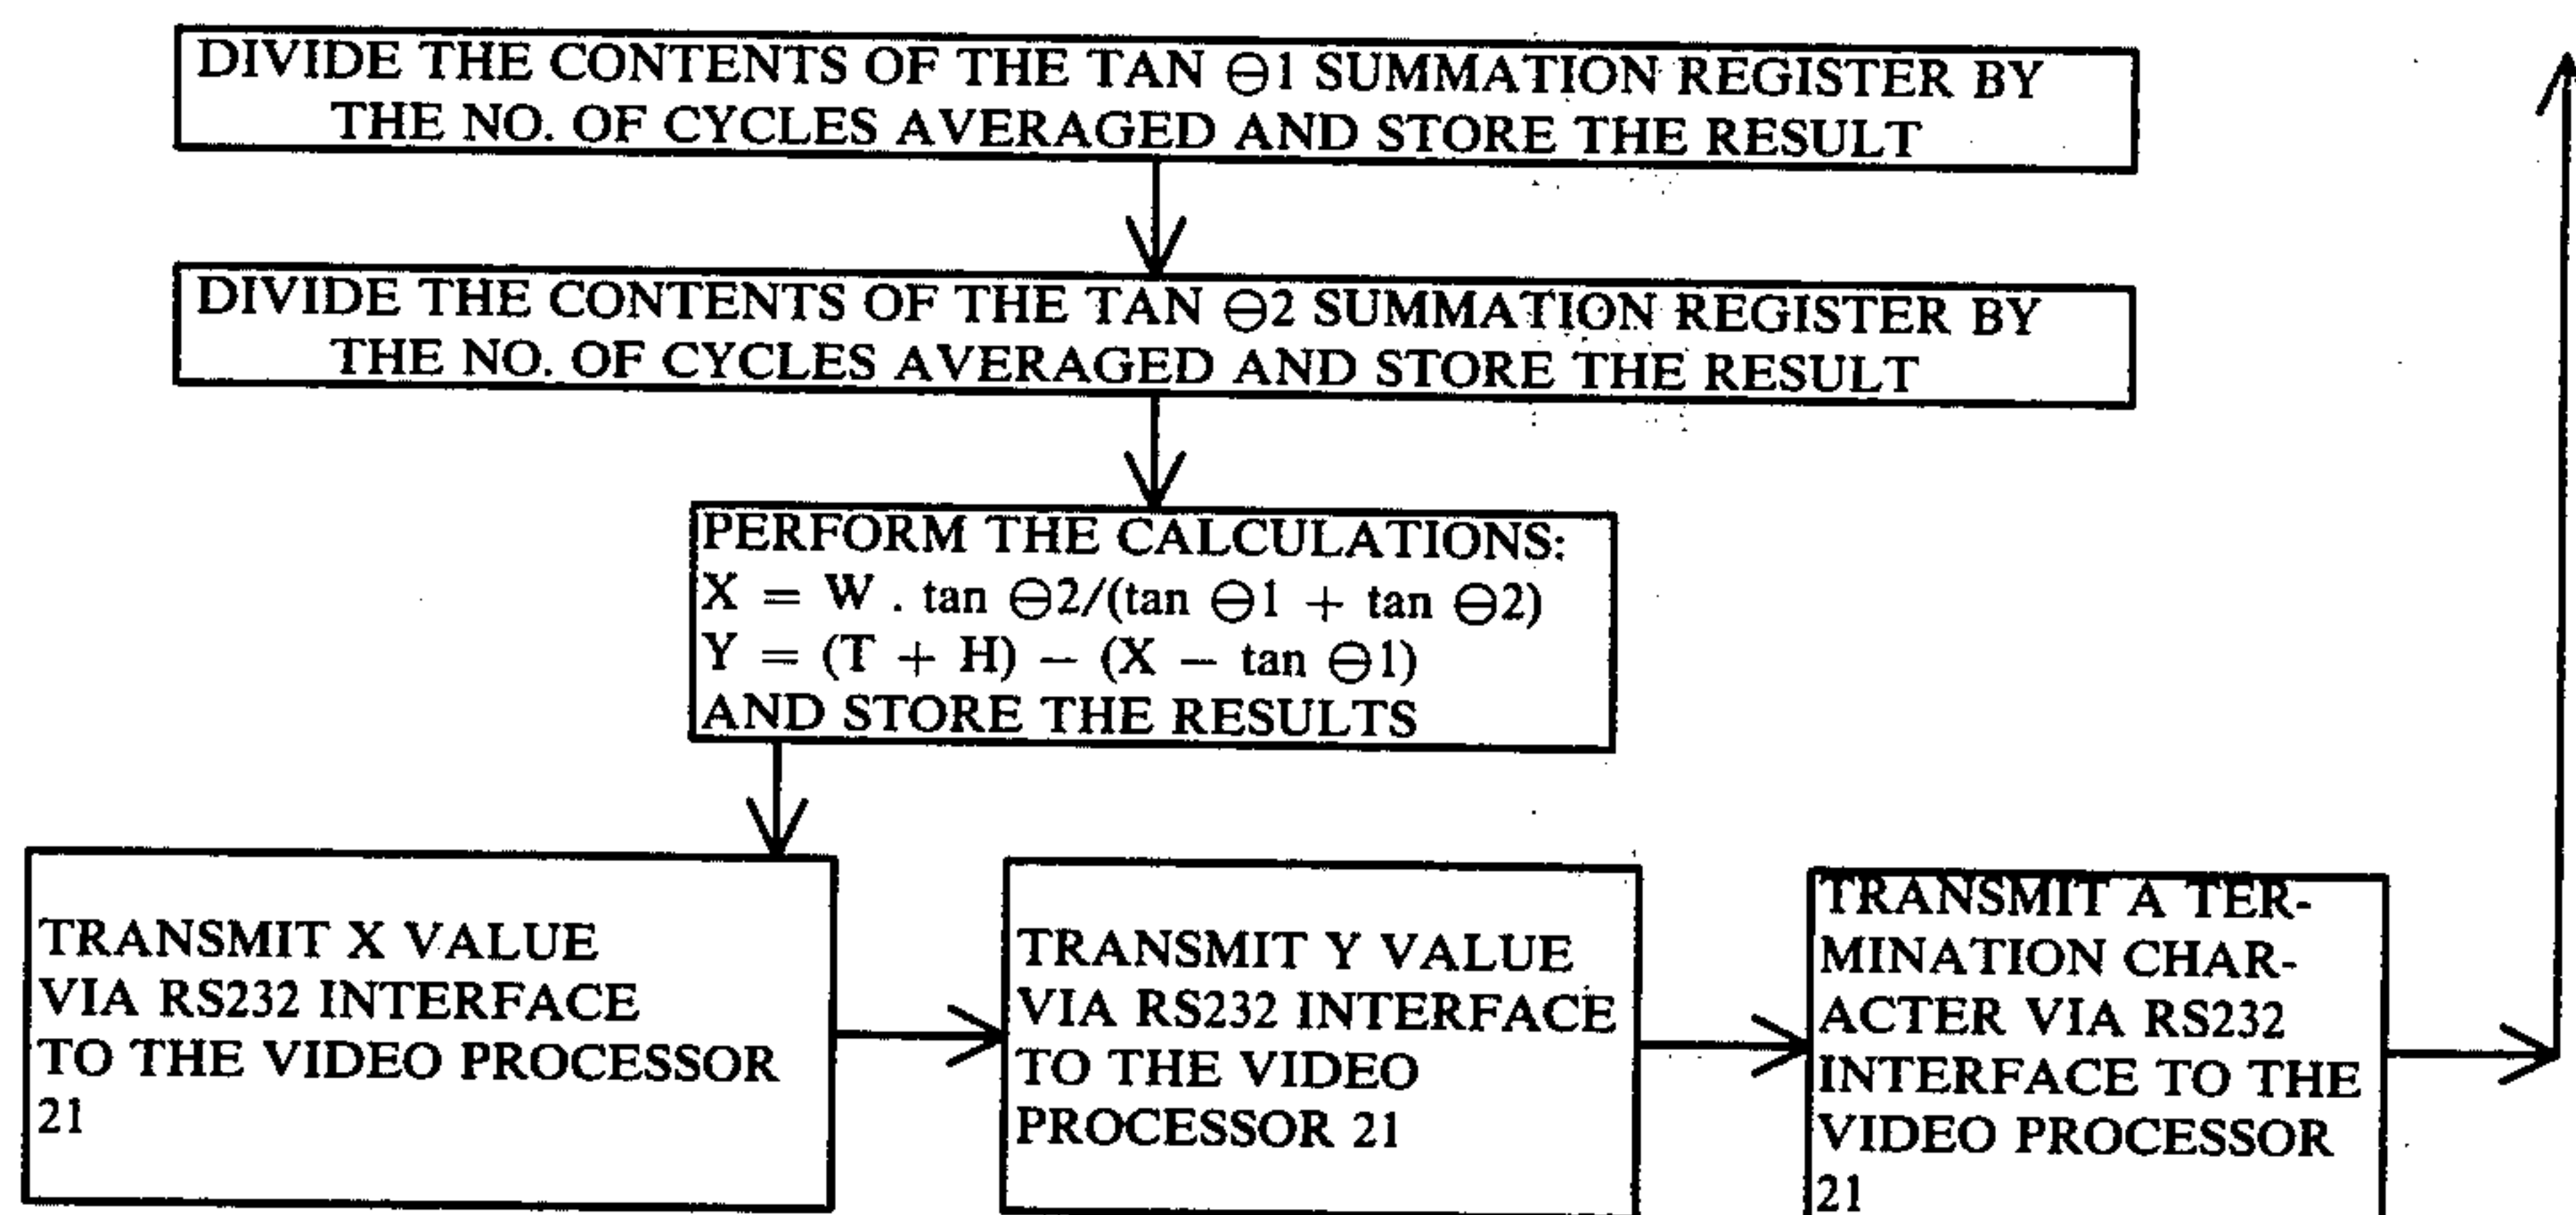 DIVIDE THE CONTENTS OF THE TAN ⊖1 SUMMATION REGISTER BY
THE NO. OF CYCLES AVERAGED AND STORE THE RESULT
DIVIDE THE CONTENTS OF THE TAN ⊖2 SUMMATION REGISTER BY
THE NO. OF CYCLES AVERAGED AND STORE THE RESULT
PERFORM THE CALCULATIONS:
X = W . tan ⊖2/(tan ⊖1 + tan ⊖2)
Y = (T + H) − (X − tan ⊖1)
AND STORE THE RESULTS
TRANSMIT X VALUE
VIA RS232 INTERFACE
TO THE VIDEO PROCESSOR
21
TRANSMIT Y VALUE
VIA RS232 INTERFACE
TO THE VIDEO
PROCESSOR 21
TRANSMIT A TER-
MINATION CHAR-
ACTER VIA RS232
INTERFACE TO THE
VIDEO PROCESSOR
21